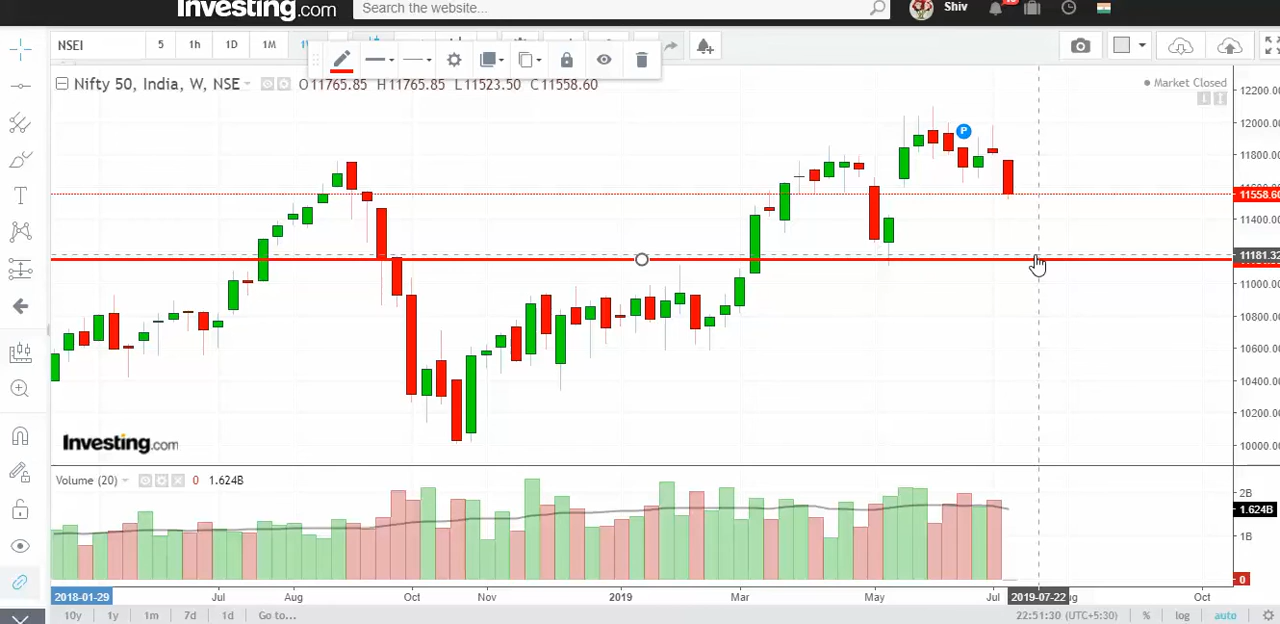 Investing.com
Search the website...
Shiv
NSEI
5
1h
1D
1M
Nifty 50, India, W, NSE
O11765.85 H11765.85 L11523.50 C11558.60
Market Closed
12200.00
12000.00
11800.00
11558.60
11400.00
11181.32
11000.00
10800.00
10600.00
10400.00
10200.00
10000.00
P
T
Investing.com
Volume (20)
0
1.624B
2B
1.624B
1B
0
2018-01-29
Jul
Aug
Oct
Nov
2019
Mar
May
Jul
2019-07-22
Oct
10y
1y
1m
7d
1d
Go to...
22:51:30 (UTC+5:30)
%
log
auto